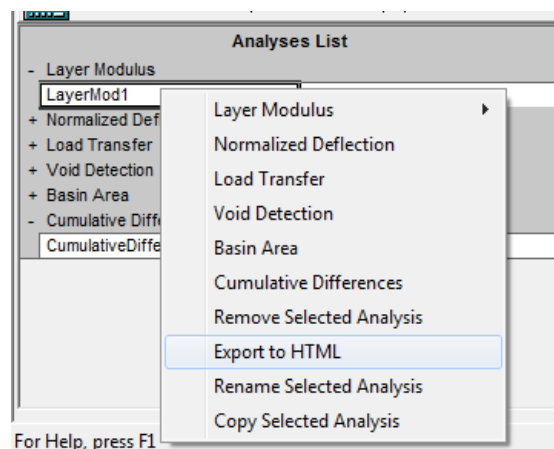 Analyses List
- Layer Modulus
LayerMod1
+ Normalized Def
+ Load Transfer
+ Void Detection
+ Basin Area
- Cumulative Diffe
CumulativeDiffe
Layer Modulus
Normalized Deflection
Load Transfer
Void Detection
Basin Area
Cumulative Differences
Remove Selected Analysis
Export to HTML
Rename Selected Analysis
Copy Selected Analysis
For Help, press F1